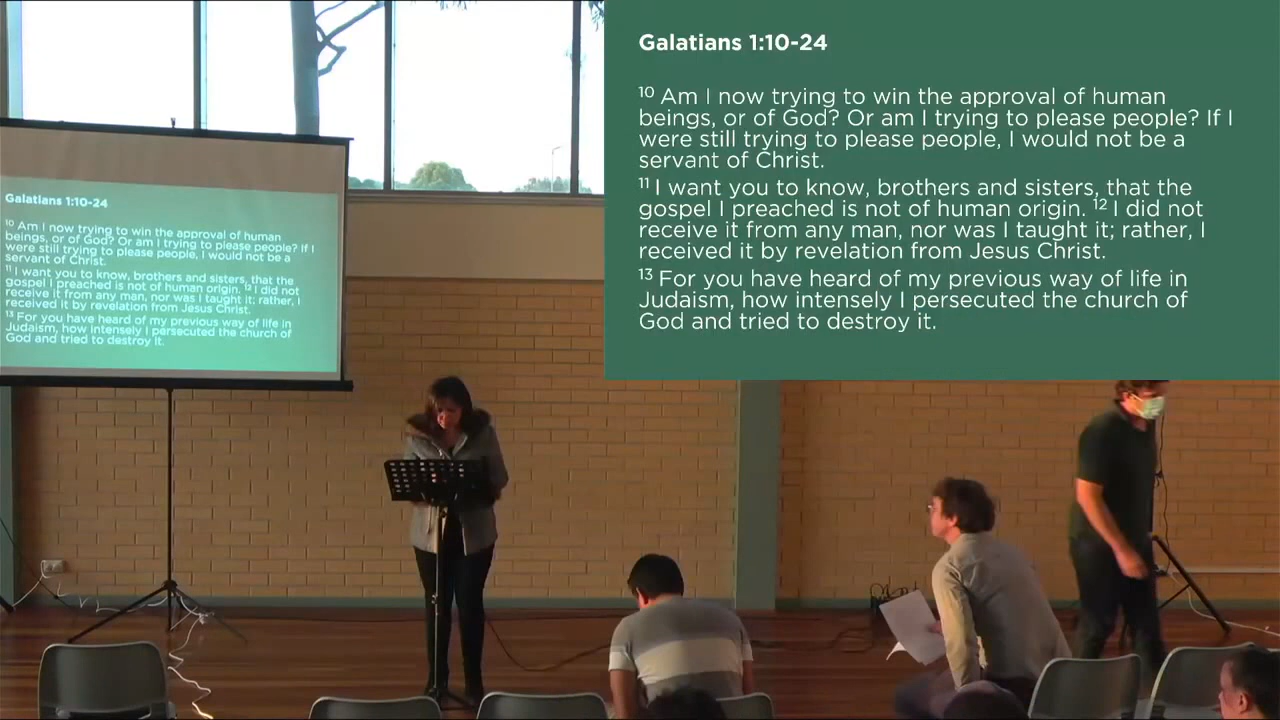 Galatians 1:10-24
10 Am I now trying to win the approval of human
beings, or of God? Or am I trying to please people? If I
were still trying to please people, I would not be a
servant of Christ.
11 I want you to know, brothers and sisters, that the
gospel I preached is not of human origin. 12 I did not
receive it from any man, nor was I taught it; rather, I
received it by revelation from Jesus Christ.
13 For you have heard of my previous way of life in
Judaism, how intensely I persecuted the church of
God and tried to destroy it.
Galatians 1:10-24
10 Am I now trying to win the approval of human
beings, or of God? Or am I trying to please people? If I
were still trying to please people, I would not be a
servant of Christ.
11 I want you to know, brothers and sisters, that the
gospel I preached is not of human origin. 12 I did not
receive it from any man, nor was I taught it; rather, I
received it by revelation from Jesus Christ.
13 For you have heard of my previous way of life in
Judaism, how intensely I persecuted the church of
God and tried to destroy it.